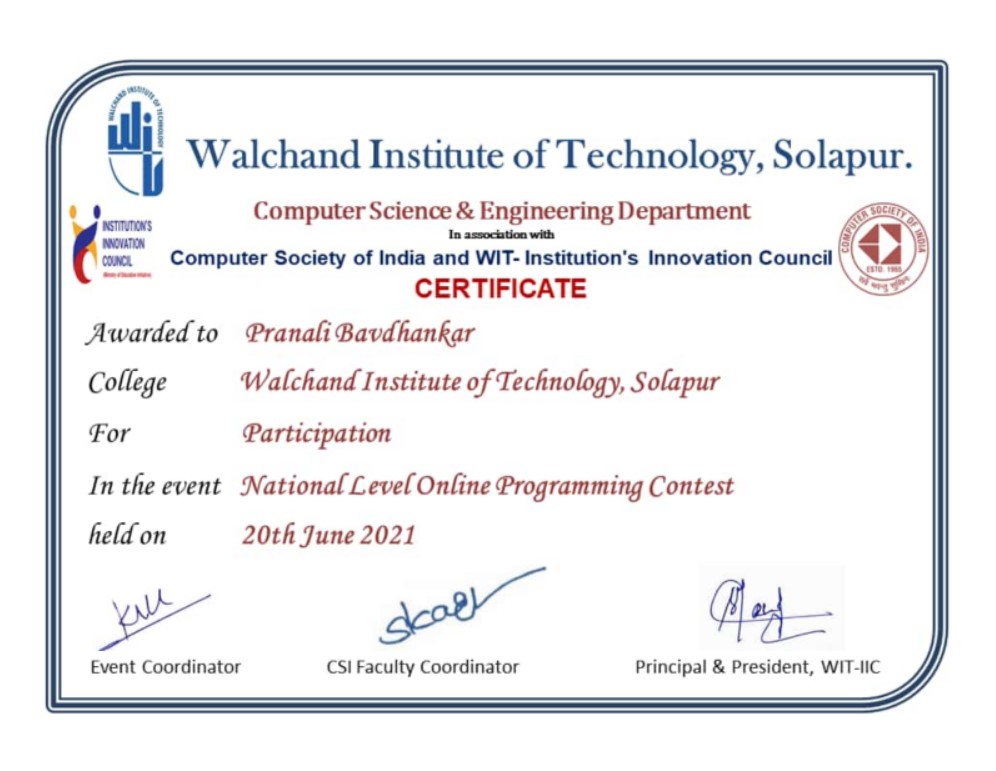 WALCHAND INSTITUTE OF TECHNOLOGY
Walchand Institute of Technology, Solapur.
INSTITUTION'S
INNOVATION
COUNCIL
(Ministry of Education Initiative)
Computer Science & Engineering Department
In association with
Computer Society of India and WIT- Institution's Innovation Council
COMPUTER SOCIETY OF INDIA
ESTD. 1965
CERTIFICATE
Awarded to Pranali Bavdhankar
College Walchand Institute of Technology, Solapur
For Participation
In the event National Level Online Programming Contest
held on 20th June 2021
Event Coordinator CSI Faculty Coordinator Principal & President, WIT-IIC